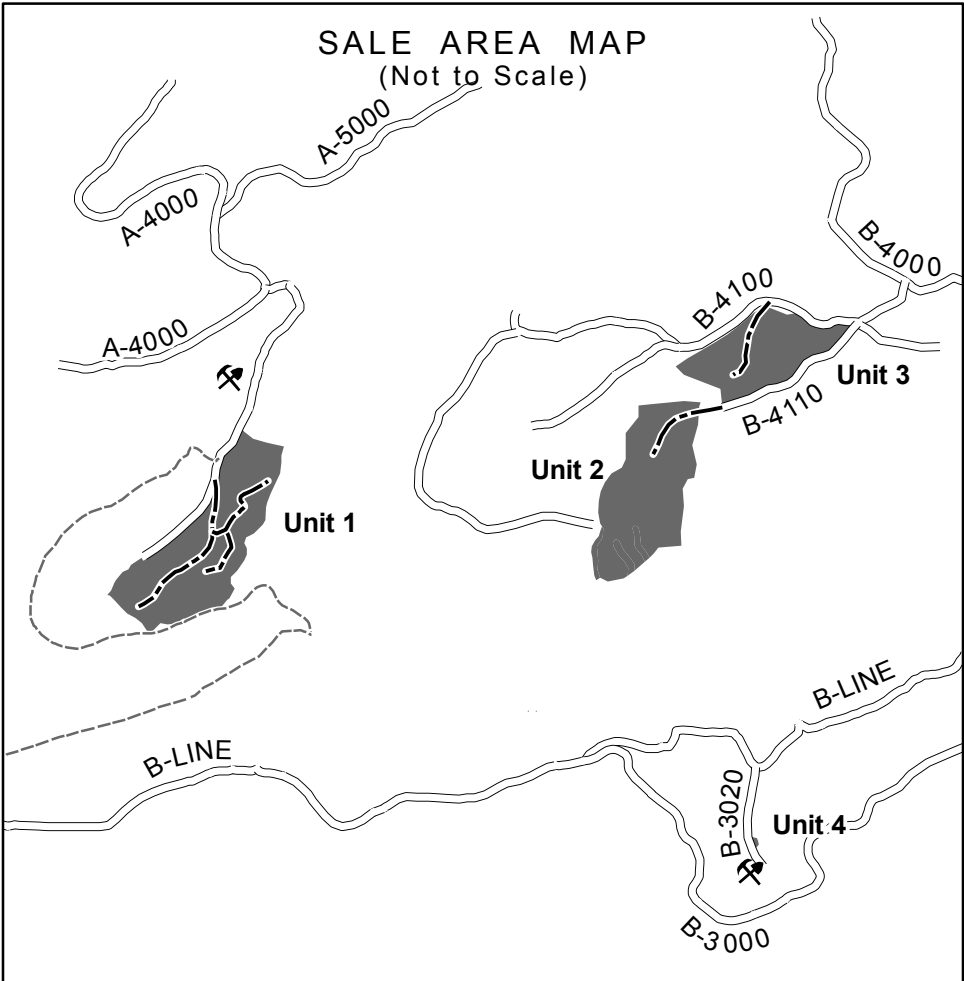 SALE AREA MAP
(Not to Scale)
A-5000
A-4000
B-4000
B-4100
A-4000
Unit 3
B-4110
Unit 2
Unit 1
B-LINE
B-LINE
B-3020
Unit 4
B-3000